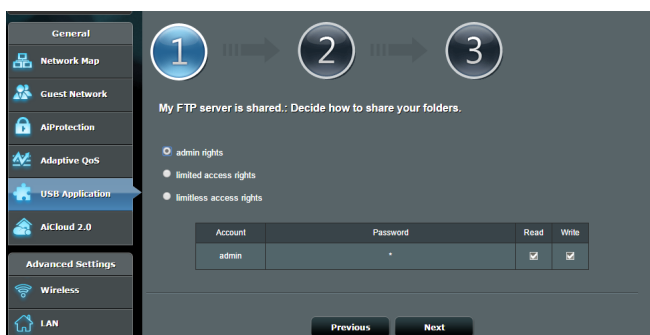 General
Network Map
Guest Network
AiProtection
Adaptive QoS
USB Application
AiCloud 2.0
Advanced Settings
Wireless
LAN
1
2
3
My FTP server is shared.: Decide how to share your folders.
admin rights
limited access rights
limitless access rights
Account Password Read Write
admin *
Previous Next